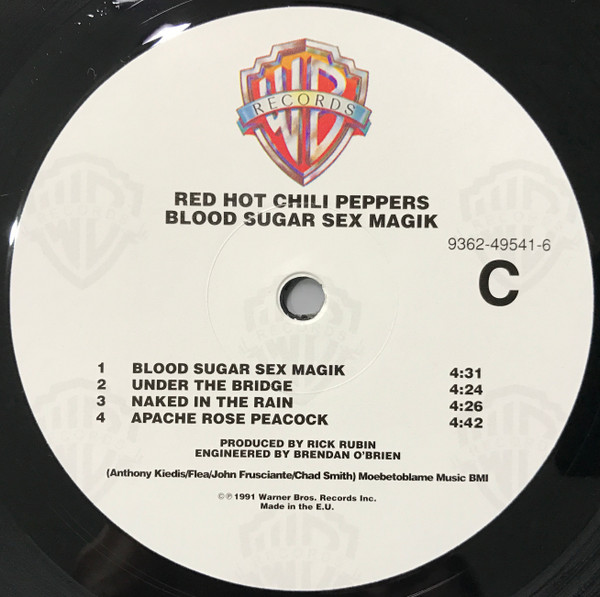 WB
RECORDS
RED HOT CHILI PEPPERS
BLOOD SUGAR SEX MAGIK
9362-49541-6
C
1 BLOOD SUGAR SEX MAGIK 4:31
2 UNDER THE BRIDGE 4:24
3 NAKED IN THE RAIN 4:26
4 APACHE ROSE PEACOCK 4:42
PRODUCED BY RICK RUBIN
ENGINEERED BY BRENDAN O'BRIEN
(Anthony Kiedis/Flea/John Frusciante/Chad Smith) Moebetoblame Music BMI
©℗1991 Warner Bros. Records Inc.
Made in the E.U.